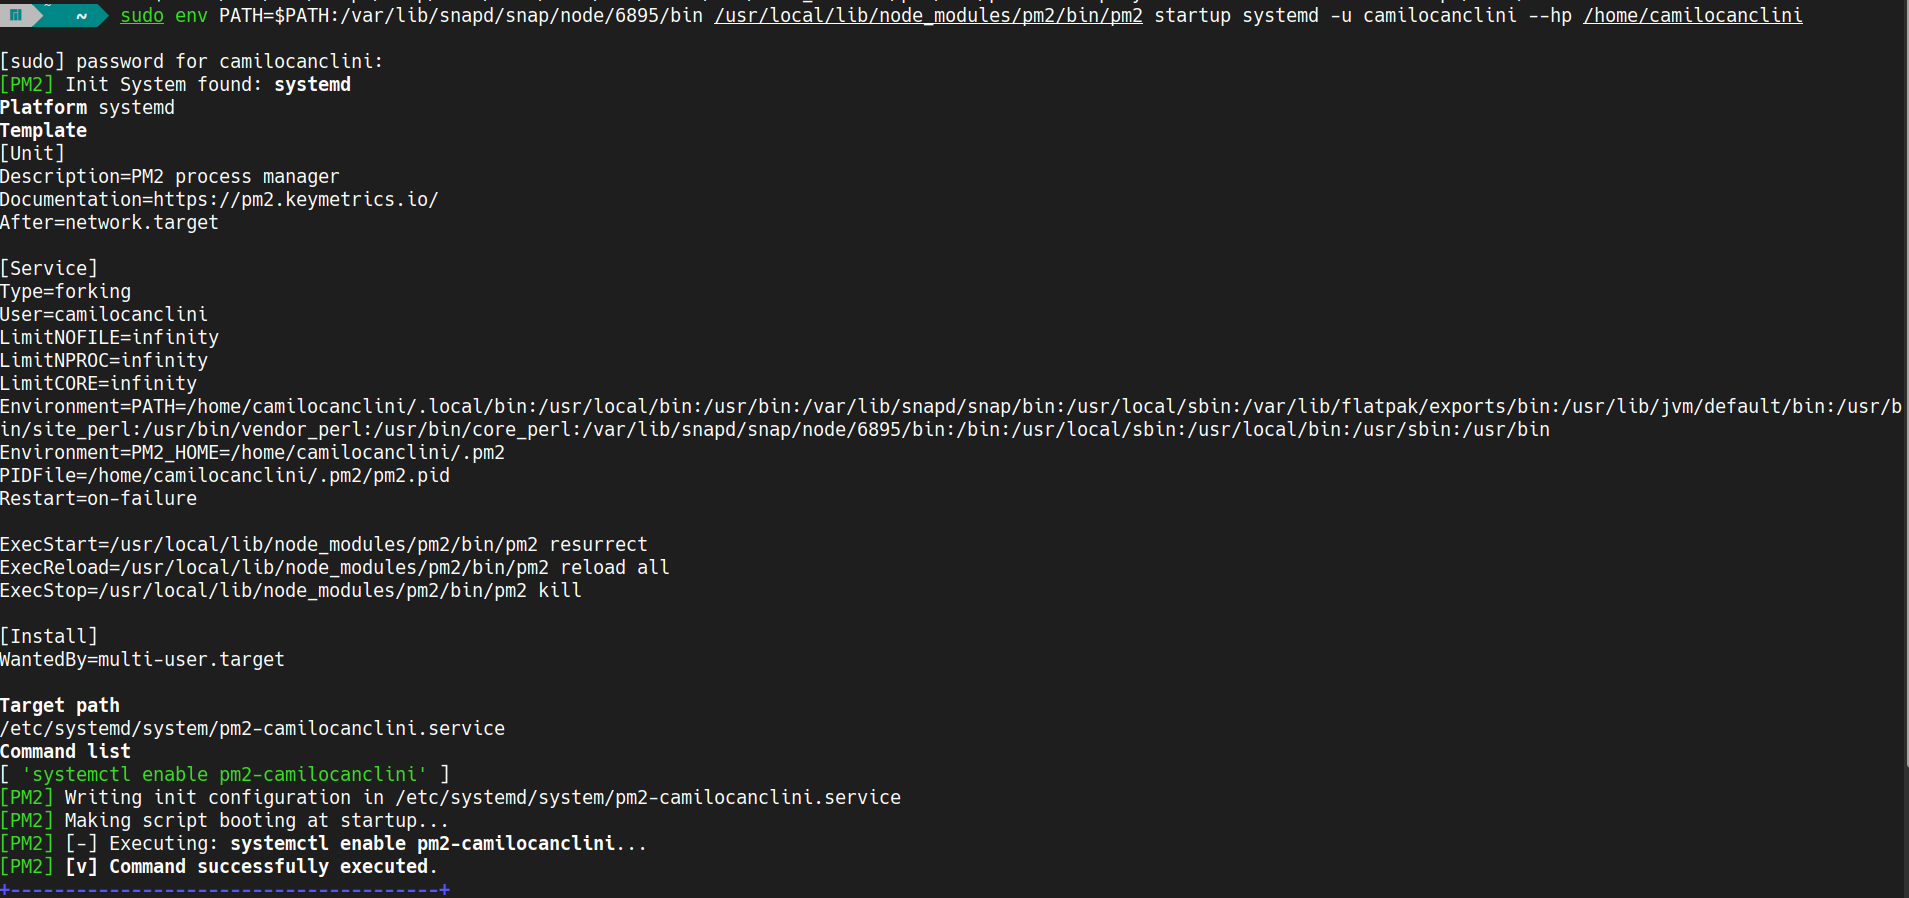 ~ sudo env PATH=$PATH:/var/lib/snapd/snap/node/6895/bin /usr/local/lib/node_modules/pm2/bin/pm2 startup systemd -u camilocanclini --hp /home/camilocanclini
[sudo] password for camilocanclini:
[PM2] Init System found: systemd
Platform systemd
Template
[Unit]
Description=PM2 process manager
Documentation=https://pm2.keymetrics.io/
After=network.target
[Service]
Type=forking
User=camilocanclini
LimitNOFILE=infinity
LimitNPROC=infinity
LimitCORE=infinity
Environment=PATH=/home/camilocanclini/.local/bin:/usr/local/bin:/usr/bin:/var/lib/snapd/snap/bin:/usr/local/sbin:/var/lib/flatpak/exports/bin:/usr/lib/jvm/default/bin:/usr/b
in/site_perl:/usr/bin/vendor_perl:/usr/bin/core_perl:/var/lib/snapd/snap/node/6895/bin:/bin:/usr/local/sbin:/usr/local/bin:/usr/sbin:/usr/bin
Environment=PM2_HOME=/home/camilocanclini/.pm2
PIDFile=/home/camilocanclini/.pm2/pm2.pid
Restart=on-failure
ExecStart=/usr/local/lib/node_modules/pm2/bin/pm2 resurrect
ExecReload=/usr/local/lib/node_modules/pm2/bin/pm2 reload all
ExecStop=/usr/local/lib/node_modules/pm2/bin/pm2 kill
[Install]
WantedBy=multi-user.target
Target path
/etc/systemd/system/pm2-camilocanclini.service
Command list
[ 'systemctl enable pm2-camilocanclini' ]
[PM2] Writing init configuration in /etc/systemd/system/pm2-camilocanclini.service
[PM2] Making script booting at startup...
[PM2] [-] Executing: systemctl enable pm2-camilocanclini...
[PM2] [v] Command successfully executed.
+---------------------------------------+